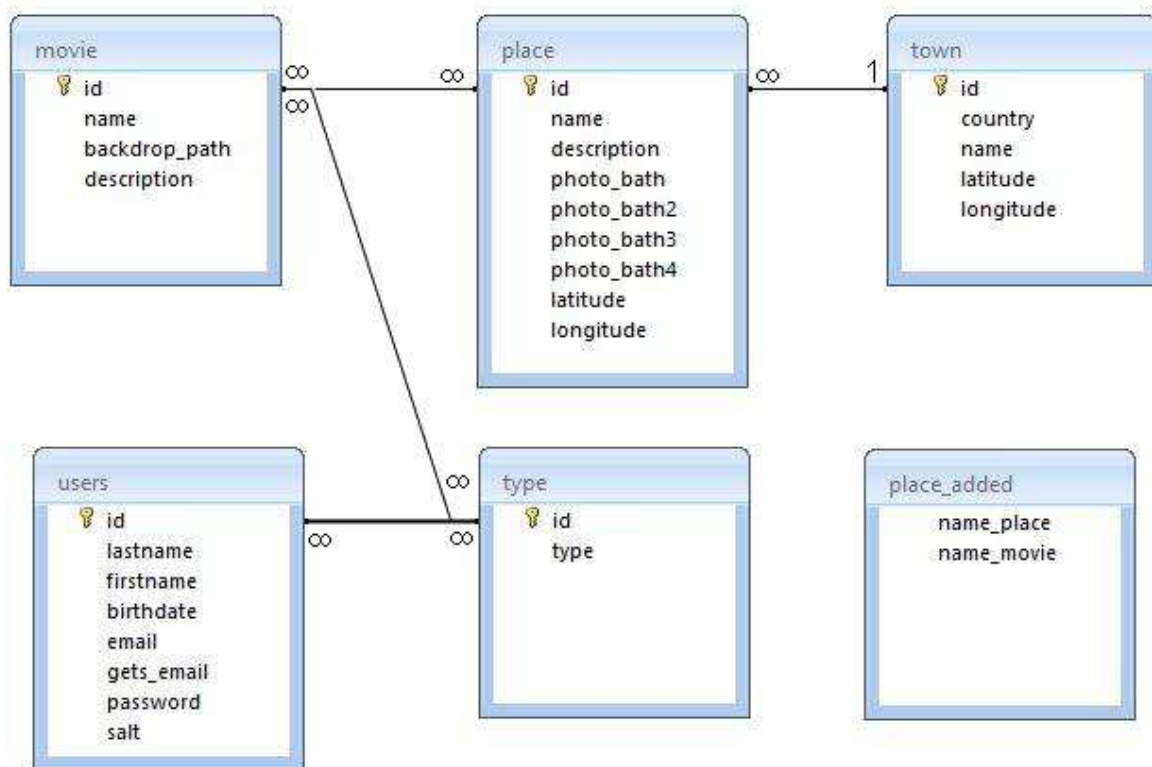 movie
id
name
backdrop_path
description
∞
∞
∞
place
id
name
description
photo_bath
photo_bath2
photo_bath3
photo_bath4
latitude
longitude
∞
1
town
id
country
name
latitude
longitude
users
id
lastname
firstname
birthdate
email
gets_email
password
salt
∞
∞
∞
type
id
type
place_added
name_place
name_movie